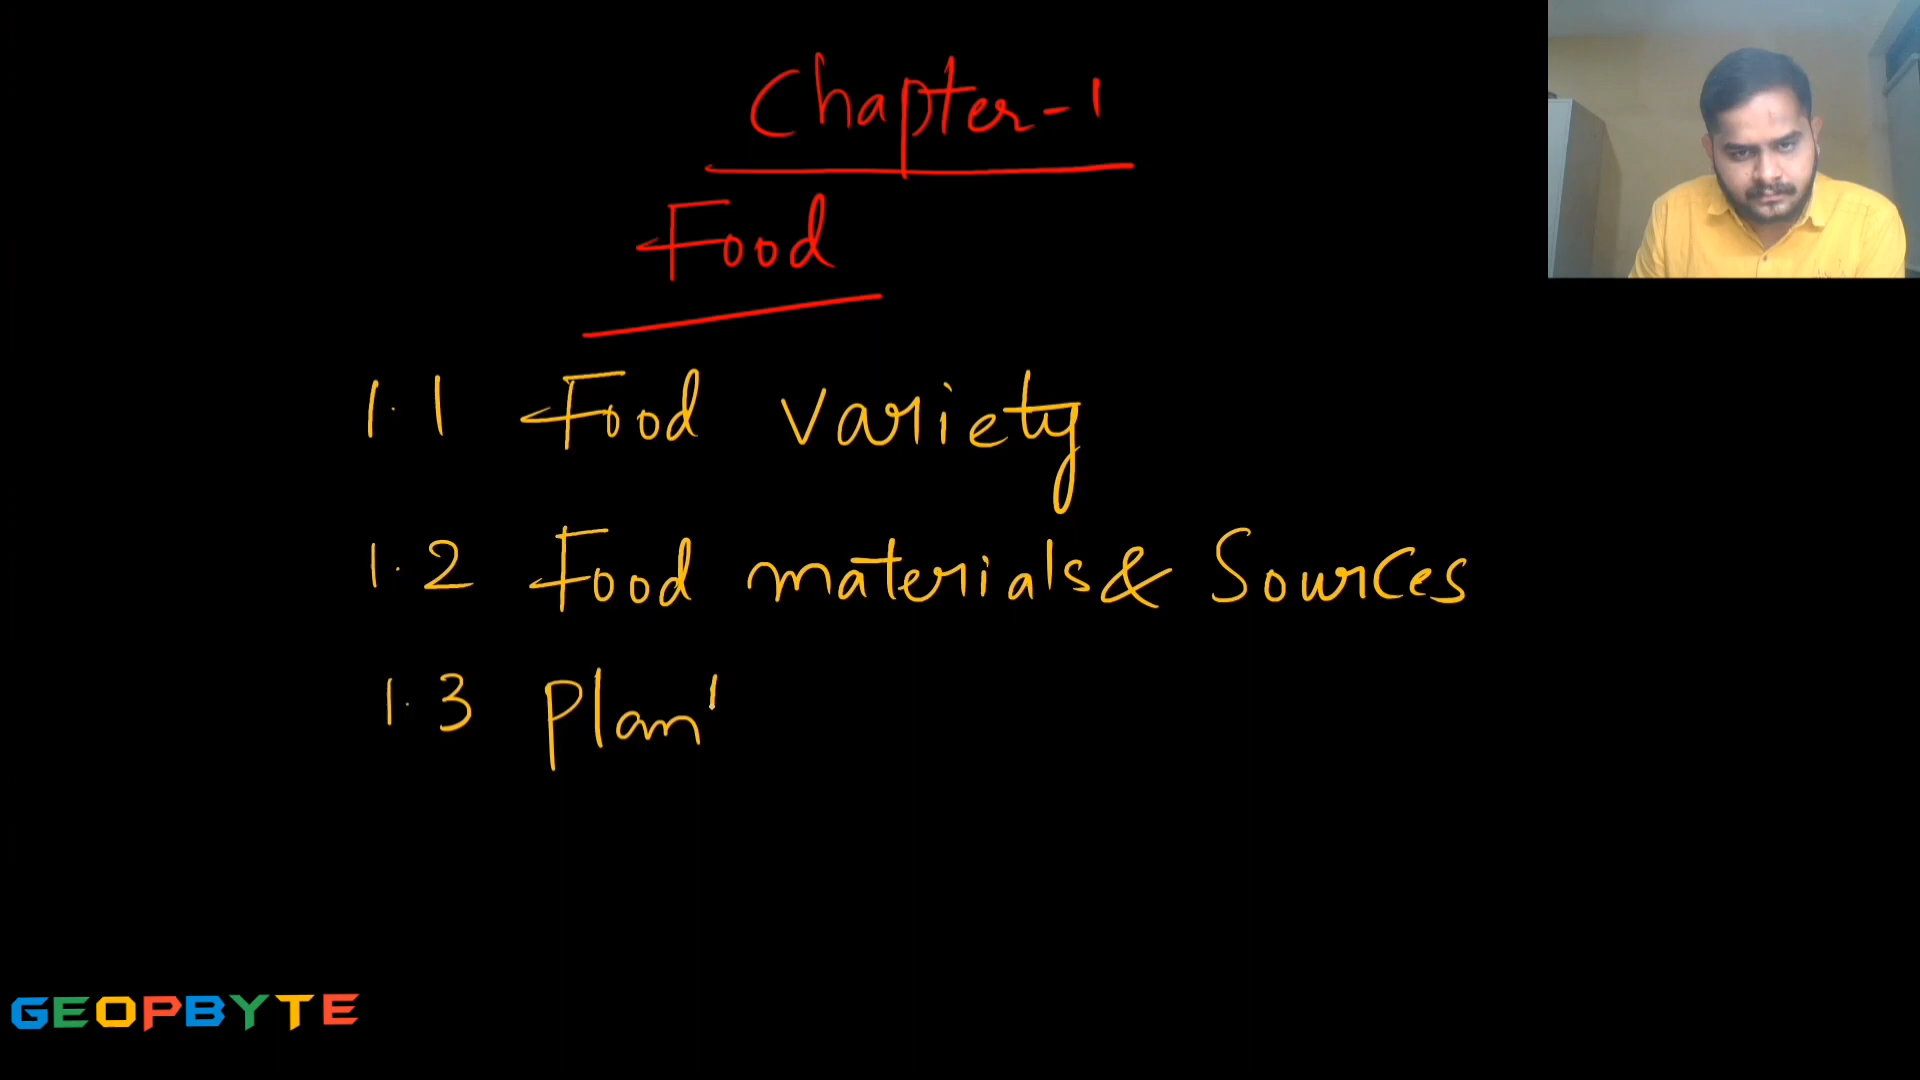 Chapter-1
Food
1.1 Food variety
1.2 Food materials & Sources
1.3 Plan
GEOPBYTE